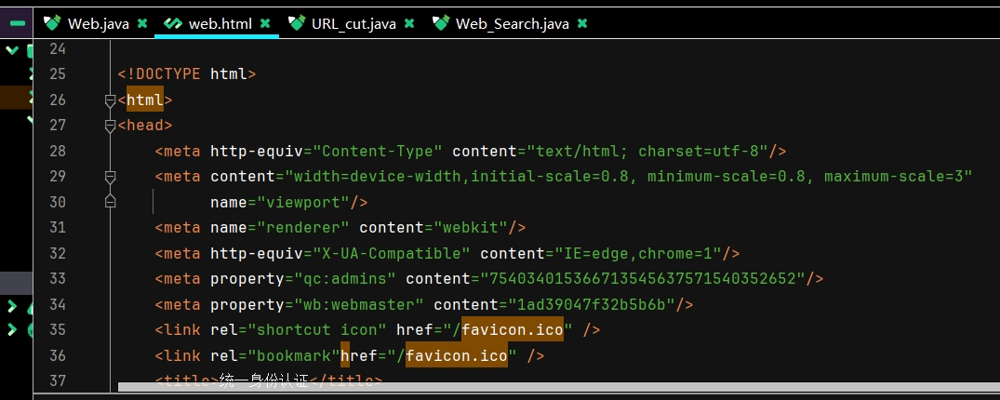 Web.java web.html URL_cut.java Web_Search.java
24
25 <!DOCTYPE html>
26 <html>
27 <head>
28 <meta http-equiv="Content-Type" content="text/html; charset=utf-8"/>
29 <meta content="width=device-width,initial-scale=0.8, minimum-scale=0.8, maximum-scale=3"
30 name="viewport"/>
31 <meta name="renderer" content="webkit"/>
32 <meta http-equiv="X-UA-Compatible" content="IE=edge,chrome=1"/>
33 <meta property="qc:admins" content="754034015366713545637571540352652"/>
34 <meta property="wb:webmaster" content="1ad39047f32b5b6b"/>
35 <link rel="shortcut icon" href="/favicon.ico" />
36 <link rel="bookmark"href="/favicon.ico" />
37 <title>统一身份认证</title>